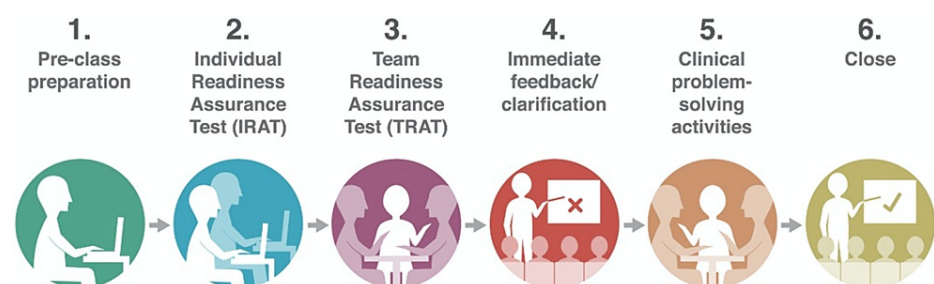 1.
Pre-class
preparation
2.
Individual
Readiness
Assurance
Test (IRAT)
3.
Team
Readiness
Assurance
Test (TRAT)
4.
Immediate
feedback/
clarification
5.
Clinical
problem-
solving
activities
6.
Close